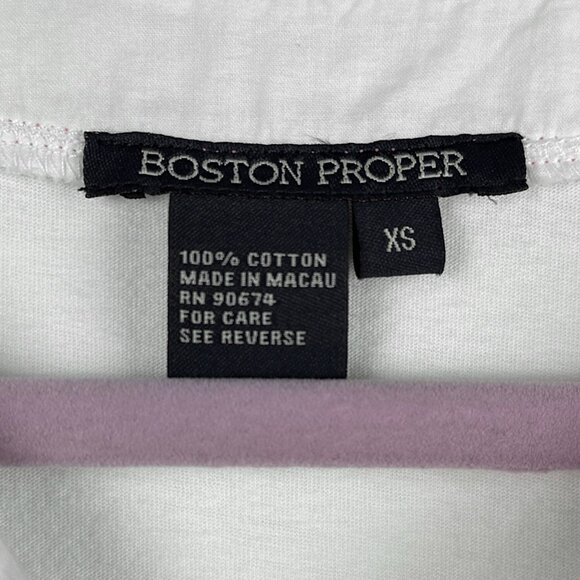 BOSTON PROPER
XS
100% COTTON
MADE IN MACAU
RN 90674
FOR CARE
SEE REVERSE